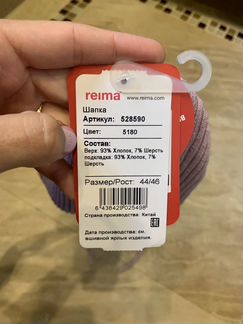 reima® www.reima.com
Шапка
Артикул: 528590
Цвет: 5180
Состав:
Верх: 93% Хлопок, 7% Шерсть
подкладка: 93% Хлопок, 7%
Шерсть
Размер/Рост: 44/46
6 438429 025498
Страна производства: Китай
Дата производства: см.
вшивной ярлык изделия.